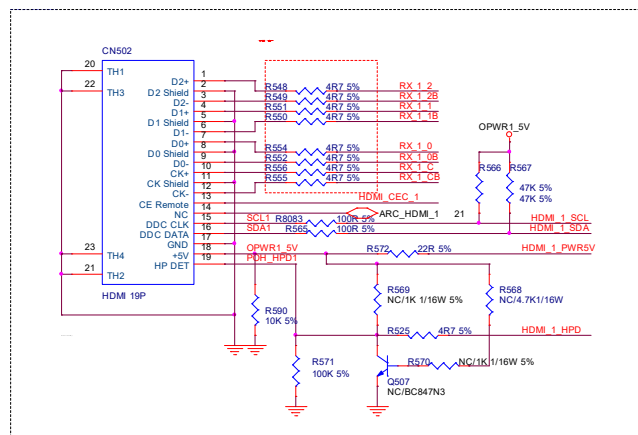 CN502
20 TH1
22 TH3
23 TH4
21 TH2
D2+ 1
D2 Shield 2
D2- 3
D1+ 4
D1 Shield 5
D1- 6
D0+ 7
D0 Shield 8
D0- 9
CK+ 10
CK Shield 11
CK- 12
CE Remote 13
NC 14
DDC CLK 15
DDC DATA 16
GND 17
+5V 18
HP DET 19
HDMI 19P
R548 4R7 5% RX_1_2
R549 4R7 5% RX_1_2B
R551 4R7 5% RX_1_1
R550 4R7 5% RX_1_1B
R554 4R7 5% RX_1_0
R552 4R7 5% RX_1_0B
R556 4R7 5% RX_1_C
R555 4R7 5% RX_1_CB
OPWR1_5V
R566 R567
47K 5%
47K 5%
HDMI_CEC_1
ARC_HDMI_1 21
SCL1 R8083 100R 5% HDMI_1_SCL
SDA1 R565 100R 5% HDMI_1_SDA
OPWR1_5V R572 22R 5% HDMI_1_PWR5V
R569
NC/1K 1/16W 5%
R568
NC/4.7K1/16W
R590
10K 5%
R525 4R7 5% HDMI_1_HPD
R571
100K 5%
R570 NC/1K 1/16W 5%
Q507
NC/BC847N3